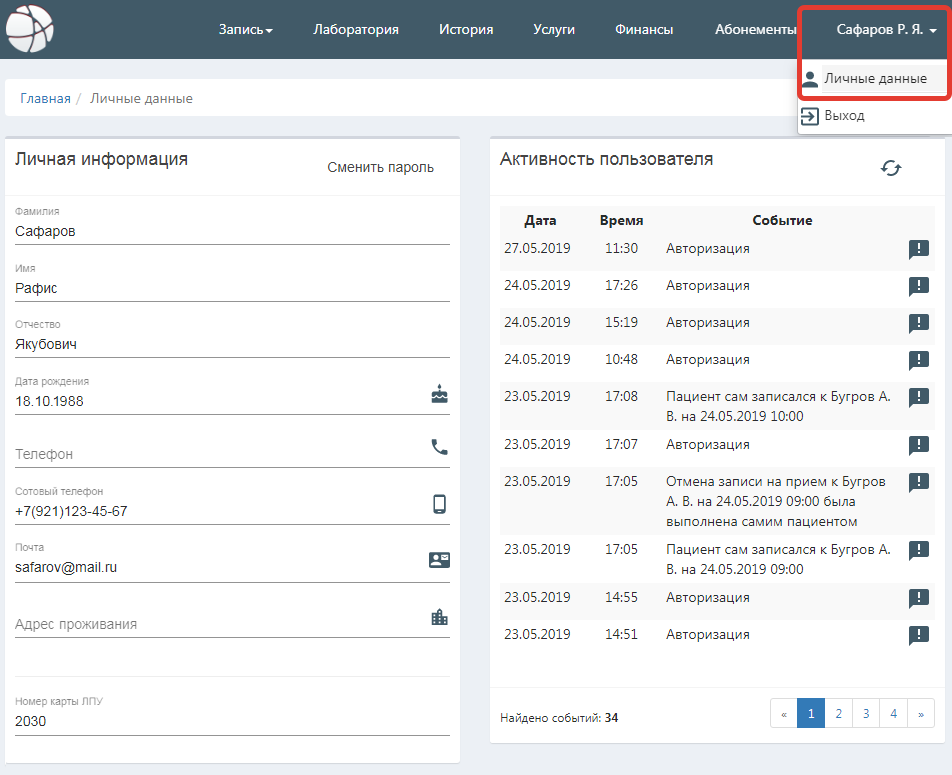 Запись Лаборатория История Услуги Финансы Абонементы Сафаров Р. Я.
Личные данные
Выход
Главная / Личные данные
Личная информация
Сменить пароль
Фамилия
Сафаров
Имя
Рафис
Отчество
Якубович
Дата рождения
18.10.1988
Телефон
Сотовый телефон
+7(921)123-45-67
Почта
safarov@mail.ru
Адрес проживания
Номер карты ЛПУ
2030
Активность пользователя
Дата Время Событие
27.05.2019 11:30 Авторизация
24.05.2019 17:26 Авторизация
24.05.2019 15:19 Авторизация
24.05.2019 10:48 Авторизация
23.05.2019 17:08 Пациент сам записался к Бугров А.
В. на 24.05.2019 10:00
23.05.2019 17:07 Авторизация
23.05.2019 17:05 Отмена записи на прием к Бугров
А. В. на 24.05.2019 09:00 была
выполнена самим пациентом
23.05.2019 17:05 Пациент сам записался к Бугров А.
В. на 24.05.2019 09:00
23.05.2019 14:55 Авторизация
23.05.2019 14:51 Авторизация
Найдено событий: 34
« 1 2 3 4 »